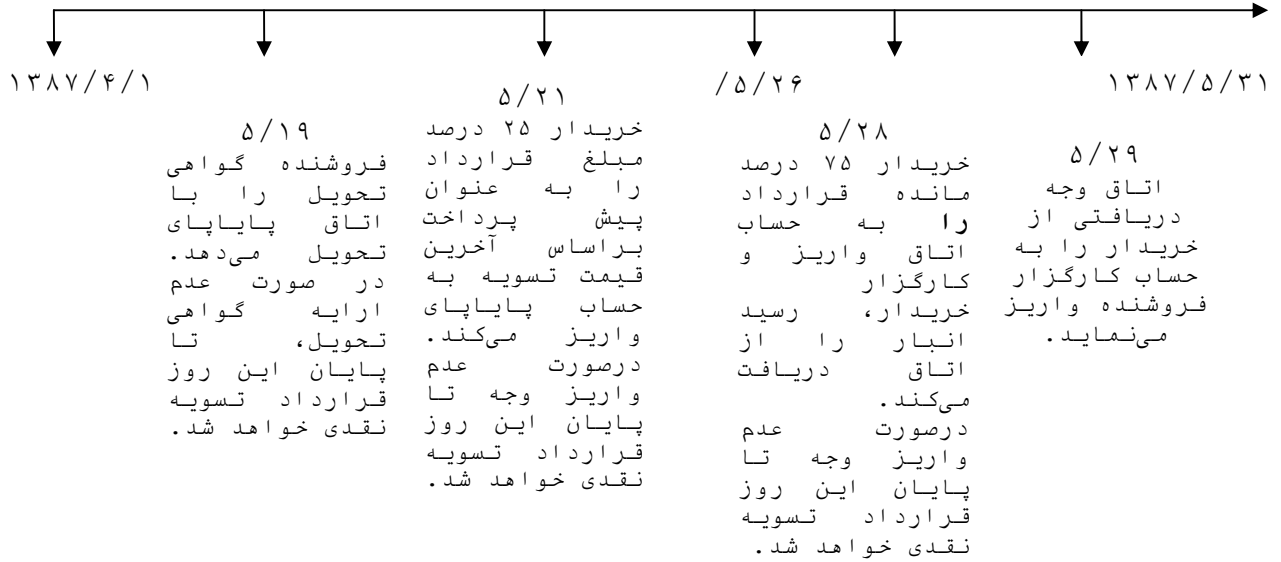 ۱۳۸۷/۴/۱
۵/۱۹
فروشنده گواهی
تحویل را با
اتاق پایاپای
تحویل می‌دهد.
در صورت عدم
ارایه گواهی
تحویل، تا
پایان این روز
قرارداد تسویه
نقدی خواهد شد.
۵/۲۱
خریدار ۲۵ درصد
مبلغ قرارداد
را به عنوان
پیش پرداخت
براساس آخرین
قیمت تسویه به
حساب پایاپای
واریز می‌کند.
درصورت عدم
واریز وجه تا
پایان این روز
قرارداد تسویه
نقدی خواهد شد.
/۵/۲۶
۵/۲۸
خریدار ۷۵ درصد
مانده قرارداد
را به حساب
اتاق واریز و
کارگزار
خریدار، رسید
انبار را از
اتاق دریافت
می‌کند.
درصورت عدم
واریز وجه تا
پایان این روز
قرارداد تسویه
نقدی خواهد شد.
۵/۲۹
اتاق وجه
دریافتی از
خریدار را به
حساب کارگزار
فروشنده واریز
می‌نماید.
۱۳۸۷/۵/۳۱